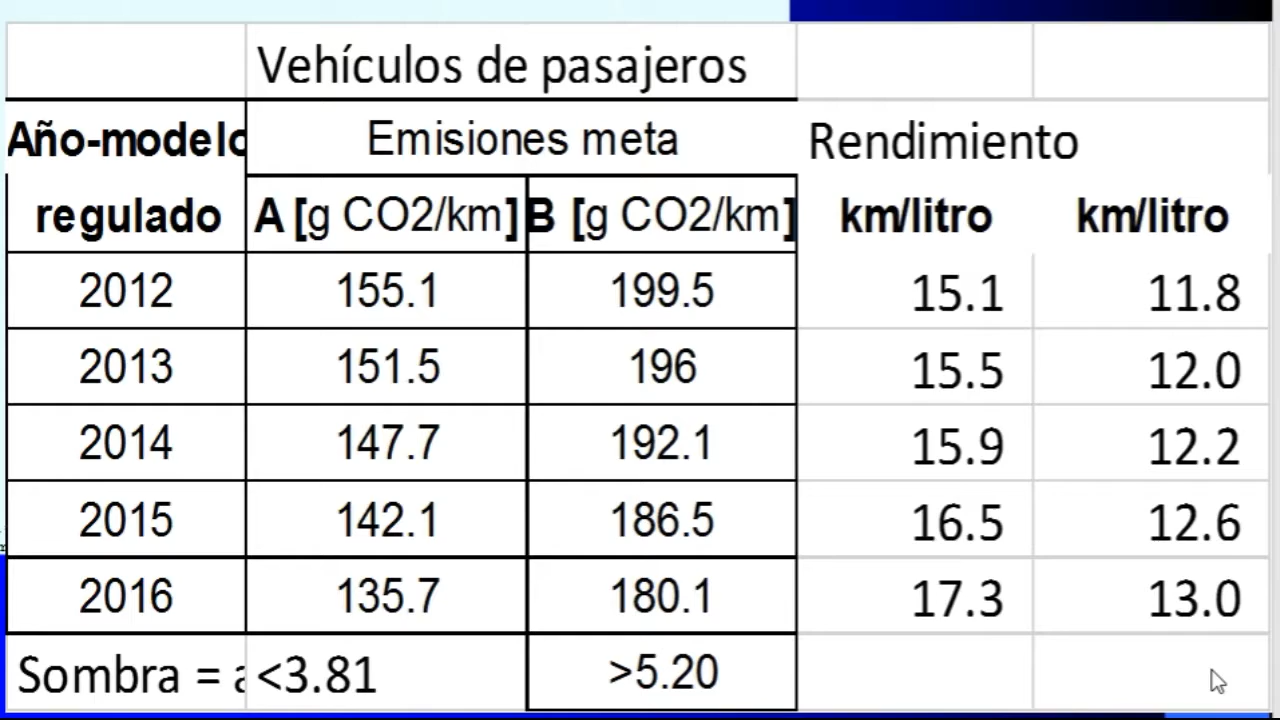 Vehículos de pasajeros
Año-modelo Emisiones meta Rendimiento
regulado A [g CO2/km] B [g CO2/km] km/litro km/litro
2012 155.1 199.5 15.1 11.8
2013 151.5 196 15.5 12.0
2014 147.7 192.1 15.9 12.2
2015 142.1 186.5 16.5 12.6
2016 135.7 180.1 17.3 13.0
Sombra = <3.81 >5.20